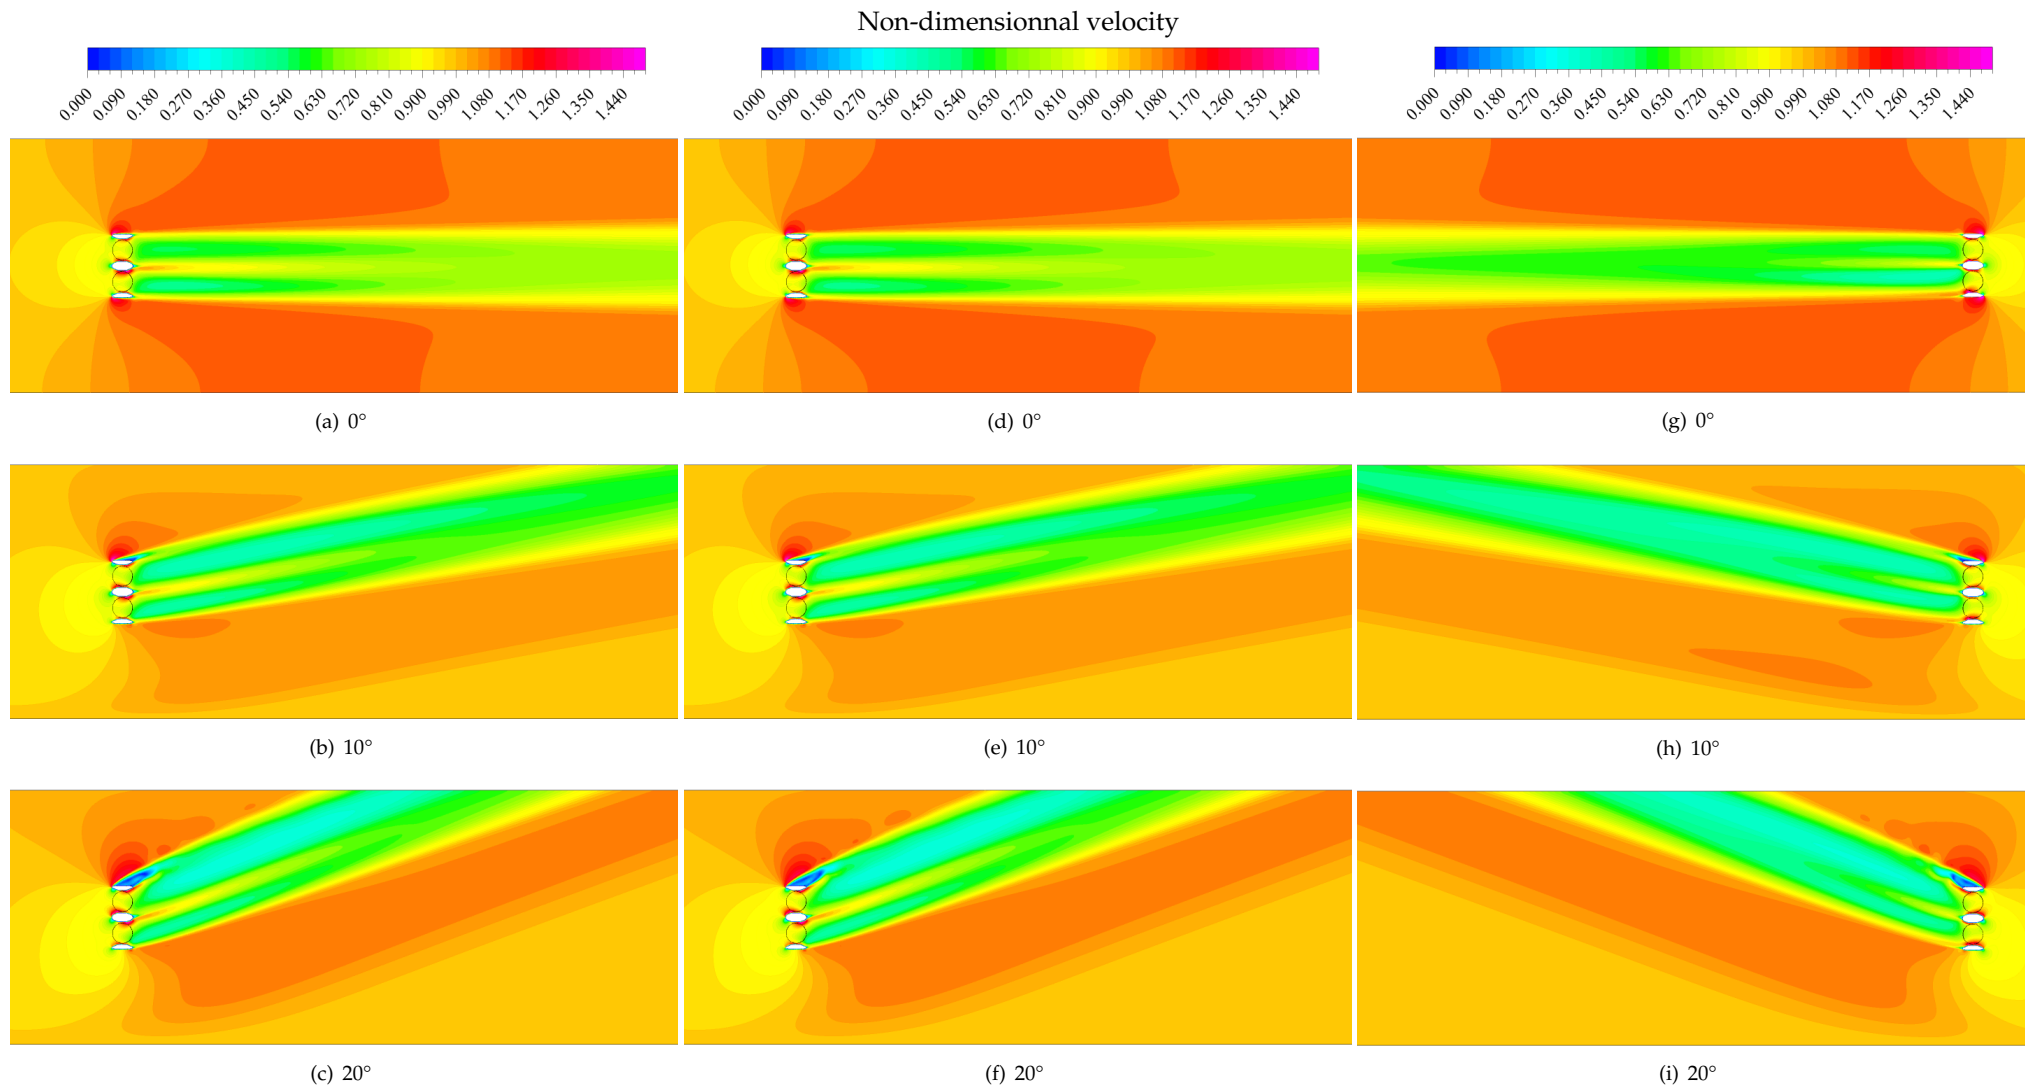 Non-dimensionnal velocity
0.000 0.090 0.180 0.270 0.360 0.450 0.540 0.630 0.720 0.810 0.900 0.990 1.080 1.170 1.260 1.350 1.440
0.000 0.090 0.180 0.270 0.360 0.450 0.540 0.630 0.720 0.810 0.900 0.990 1.080 1.170 1.260 1.350 1.440
0.000 0.090 0.180 0.270 0.360 0.450 0.540 0.630 0.720 0.810 0.900 0.990 1.080 1.170 1.260 1.350 1.440
(a) 0°
(d) 0°
(g) 0°
(b) 10°
(e) 10°
(h) 10°
(c) 20°
(f) 20°
(i) 20°